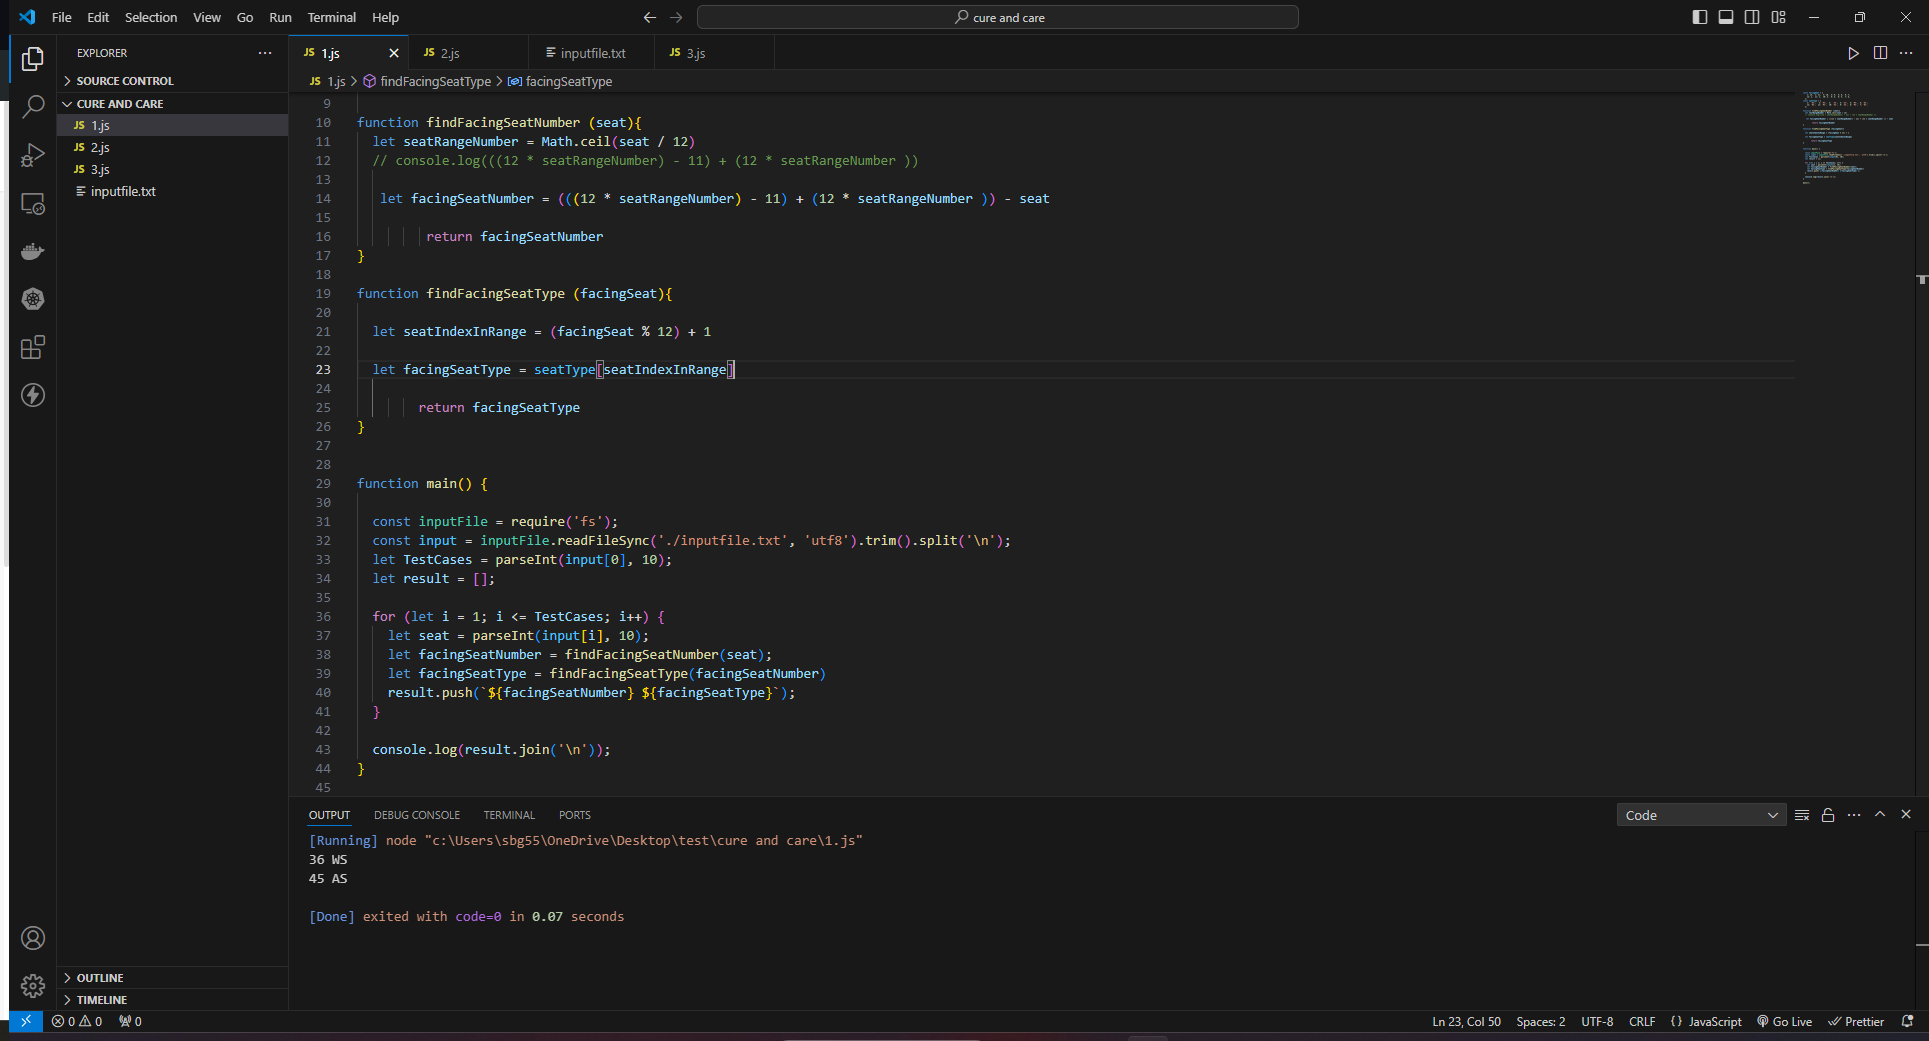 File Edit Selection View Go Run Terminal Help
cure and care
EXPLORER
SOURCE CONTROL
CURE AND CARE
JS 1.js
JS 2.js
JS 3.js
inputfile.txt
OUTLINE
TIMELINE
JS 1.js JS 2.js inputfile.txt JS 3.js
JS 1.js > findFacingSeatType > facingSeatType
9
10 function findFacingSeatNumber (seat){
11 let seatRangeNumber = Math.ceil(seat / 12)
12 // console.log(((12 * seatRangeNumber) - 11) + (12 * seatRangeNumber ))
13
14 let facingSeatNumber = (((12 * seatRangeNumber) - 11) + (12 * seatRangeNumber )) - seat
15
16 return facingSeatNumber
17 }
18
19 function findFacingSeatType (facingSeat){
20
21 let seatIndexInRange = (facingSeat % 12) + 1
22
23 let facingSeatType = seatType[seatIndexInRange]
24
25 return facingSeatType
26 }
27
28
29 function main() {
30
31 const inputFile = require('fs');
32 const input = inputFile.readFileSync('./inputfile.txt', 'utf8').trim().split('\n');
33 let TestCases = parseInt(input[0], 10);
34 let result = [];
35
36 for (let i = 1; i <= TestCases; i++) {
37 let seat = parseInt(input[i], 10);
38 let facingSeatNumber = findFacingSeatNumber(seat);
39 let facingSeatType = findFacingSeatType(facingSeatNumber)
40 result.push(`${facingSeatNumber} ${facingSeatType}`);
41 }
42
43 console.log(result.join('\n'));
44 }
45
OUTPUT DEBUG CONSOLE TERMINAL PORTS Code
[Running] node "c:\Users\sbg55\OneDrive\Desktop\test\cure and care\1.js"
36 WS
45 AS
[Done] exited with code=0 in 0.07 seconds
0 0 0 Ln 23, Col 50 Spaces: 2 UTF-8 CRLF {} JavaScript Go Live Prettier